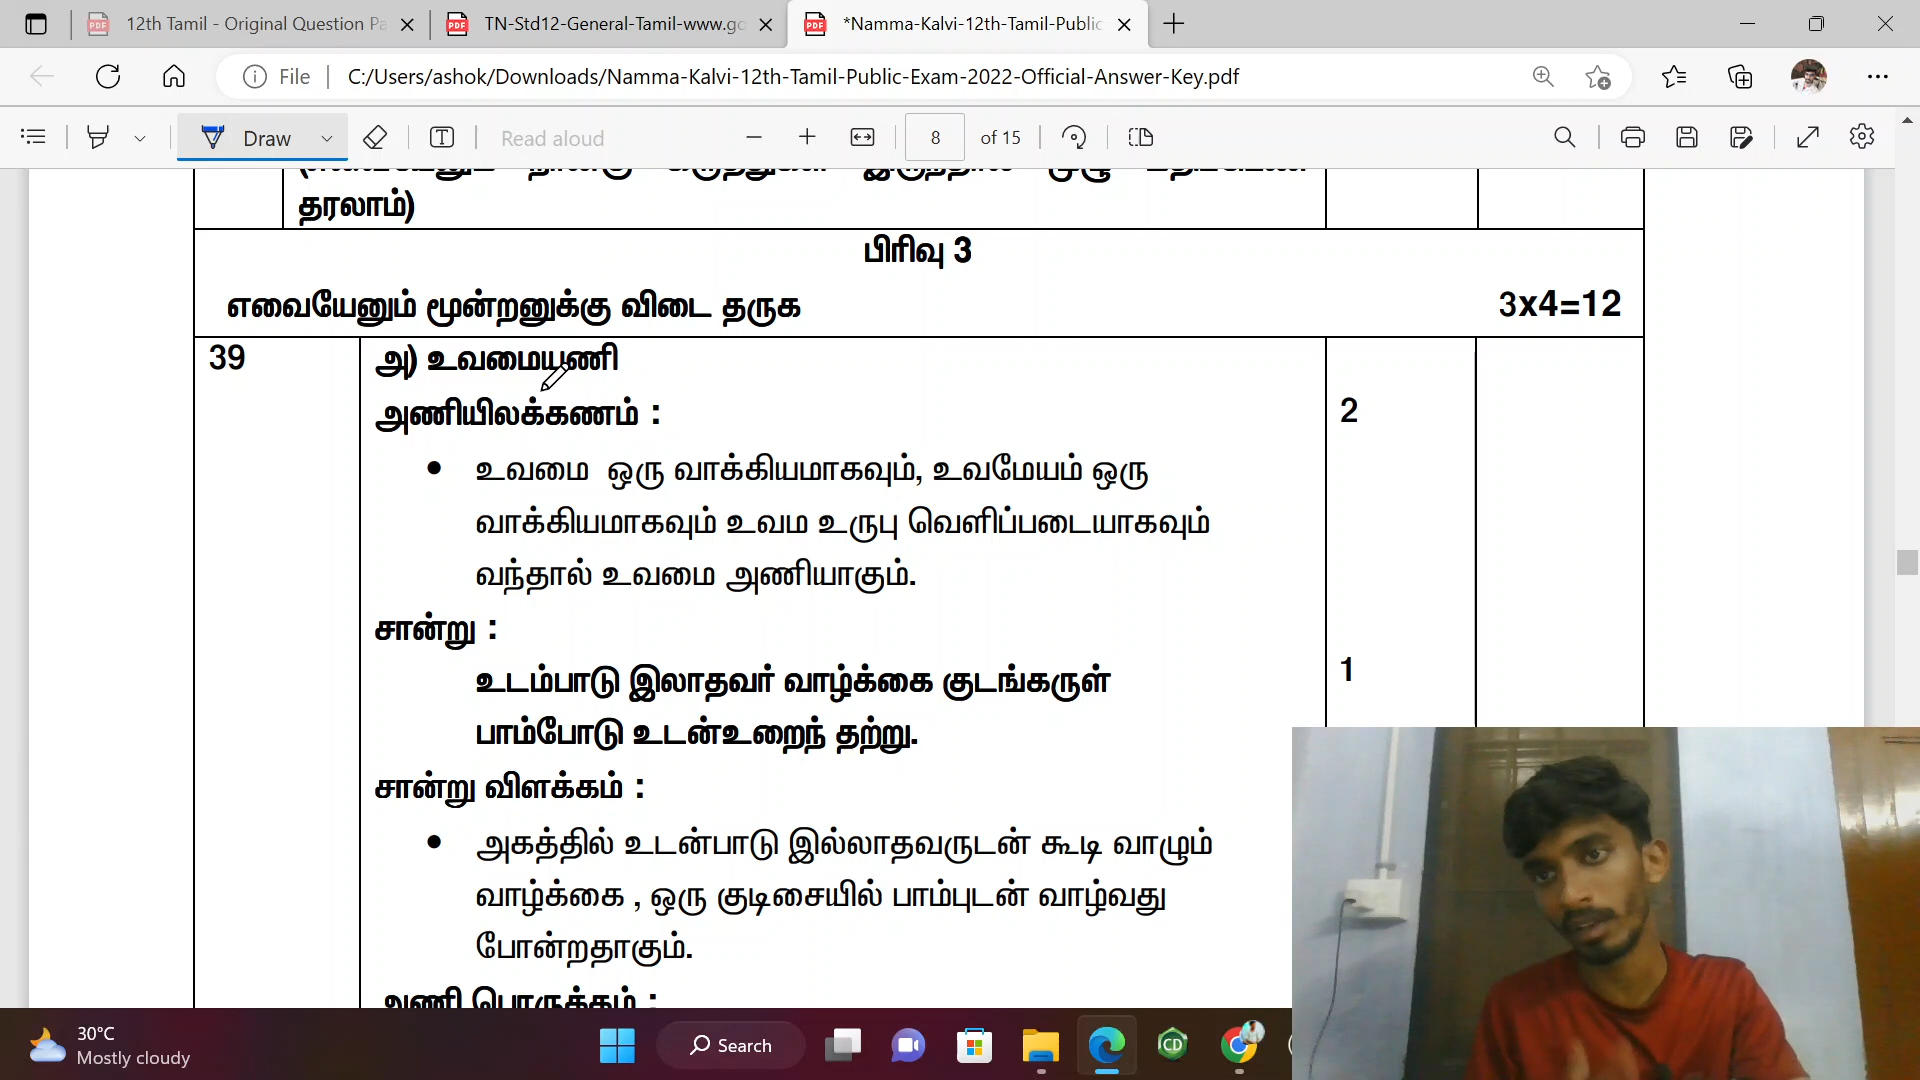 12th Tamil - Original Question Pa
TN-Std12-General-Tamil-www.go
*Namma-Kalvi-12th-Tamil-Public
File
C:/Users/ashok/Downloads/Namma-Kalvi-12th-Tamil-Public-Exam-2022-Official-Answer-Key.pdf
Draw
Read aloud
8 of 15
தரலாம்)
பிரிவு 3
எவையேனும் மூன்றனுக்கு விடை தருக 3x4=12
39 அ) உவமையணி
அணியிலக்கணம் : 2
• உவமை ஒரு வாக்கியமாகவும், உவமேயம் ஒரு
வாக்கியமாகவும் உவம உருபு வெளிப்படையாகவும்
வந்தால் உவமை அணியாகும்.
சான்று :
உடம்பாடு இலாதவர் வாழ்க்கை குடங்கருள் 1
பாம்போடு உடன்உறைந் தற்று.
சான்று விளக்கம் :
• அகத்தில் உடன்பாடு இல்லாதவருடன் கூடி வாழும்
வாழ்க்கை , ஒரு குடிசையில் பாம்புடன் வாழ்வது
போன்றதாகும்.
அணி பொருத்தம் :
30°C
Mostly cloudy
Search
CD